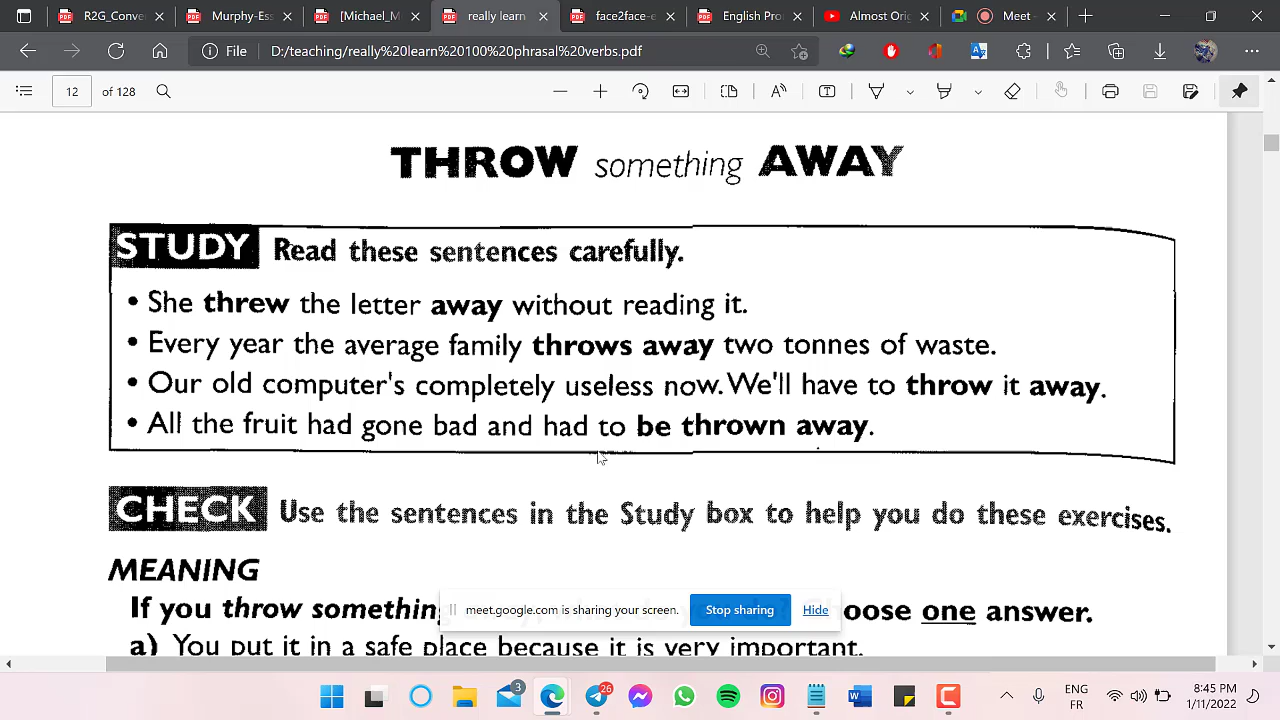 R2G_Conve
Murphy Ess
[Michael_M
really learn
face2face-e
English Pro
Almost Ori
Meet -
File
D:/teaching/really%20learn%20100%20phrasal%20verbs.pdf
12 of 128
THROW something AWAY
STUDY Read these sentences carefully.
• She threw the letter away without reading it.
• Every year the average family throws away two tonnes of waste.
• Our old computer's completely useless now. We'll have to throw it away.
• All the fruit had gone bad and had to be thrown away.
CHECK Use the sentences in the Study box to help you do these exercises.
MEANING
If you throw something hoose one answer.
meet.google.com is sharing your screen. Stop sharing Hide
a) You put it in a safe place because it is very important.
3
26
ENG
FR
8:45 PM
1/11/2022